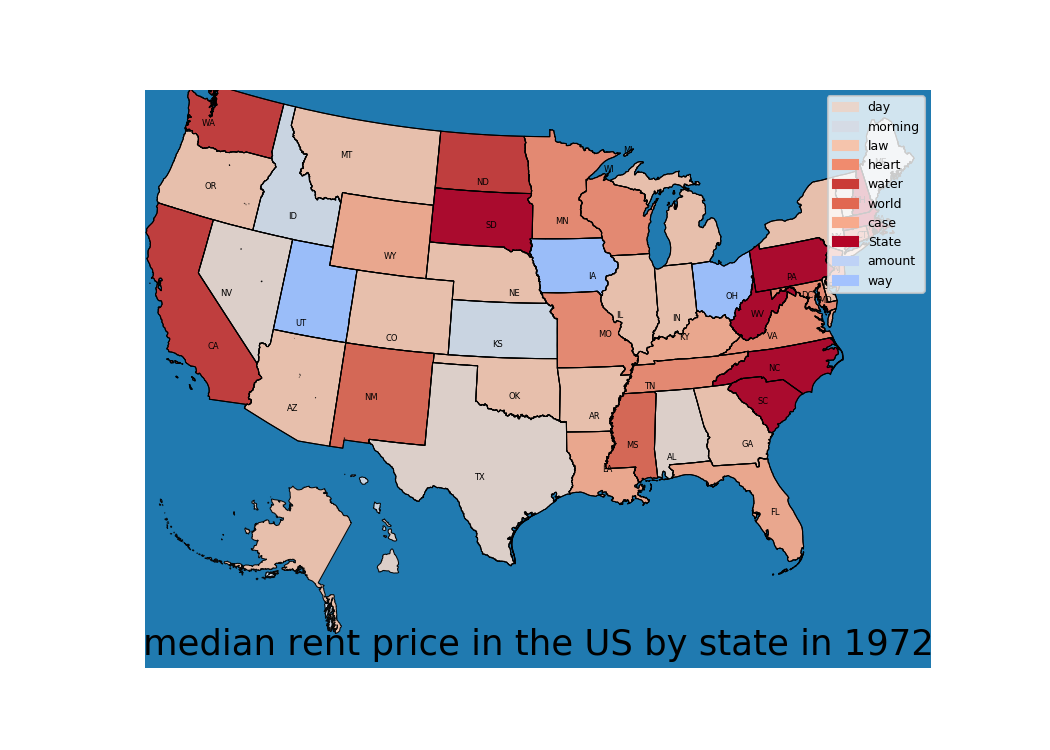 day
morning
law
heart
water
world
case
State
amount
way
WA
MT
ND
MN
WI
MI
OR
ID
SD
WY
NV
UT
CO
NE
IA
IL
IN
OH
PA
DC
MD
WV
VA
KS
MO
KY
CA
AZ
NM
OK
AR
TN
NC
SC
TX
LA
MS
AL
GA
FL
median rent price in the US by state in 1972